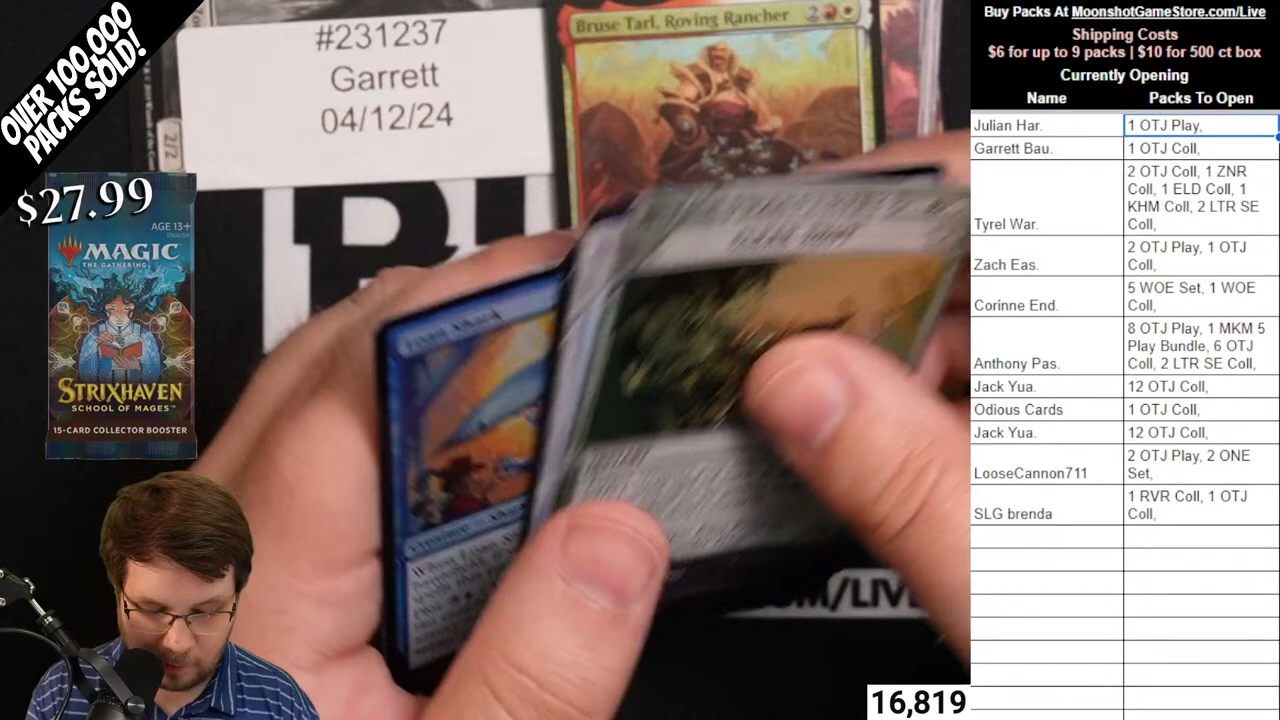 OVER 100,000
PACKS SOLD!
$27.99
AGE 13+
ENGLISH
MAGIC
THE GATHERING
STRIXHAVEN
SCHOOL OF MAGES™
15-CARD COLLECTOR BOOSTER
#231237
Garrett
04/12/24
2/2
Bruse Tarl, Roving Rancher
2
16,819
Buy Packs At MoonshotGameStore.com/Live
Shipping Costs
$6 for up to 9 packs | $10 for 500 ct box
Currently Opening
Name Packs To Open
Julian Har. 1 OTJ Play,
Garrett Bau. 1 OTJ Coll,
2 OTJ Coll, 1 ZNR
Coll, 1 ELD Coll, 1
KHM Coll, 2 LTR SE
Tyrel War. Coll,
2 OTJ Play, 1 OTJ
Zach Eas. Coll,
5 WOE Set, 1 WOE
Corinne End. Coll,
8 OTJ Play, 1 MKM 5
Play Bundle, 6 OTJ
Anthony Pas. Coll, 2 LTR SE Coll,
Jack Yua. 12 OTJ Coll,
Odious Cards 1 OTJ Coll,
Jack Yua. 12 OTJ Coll,
2 OTJ Play, 2 ONE
LooseCannon711 Set,
1 RVR Coll, 1 OTJ
SLG brenda Coll,